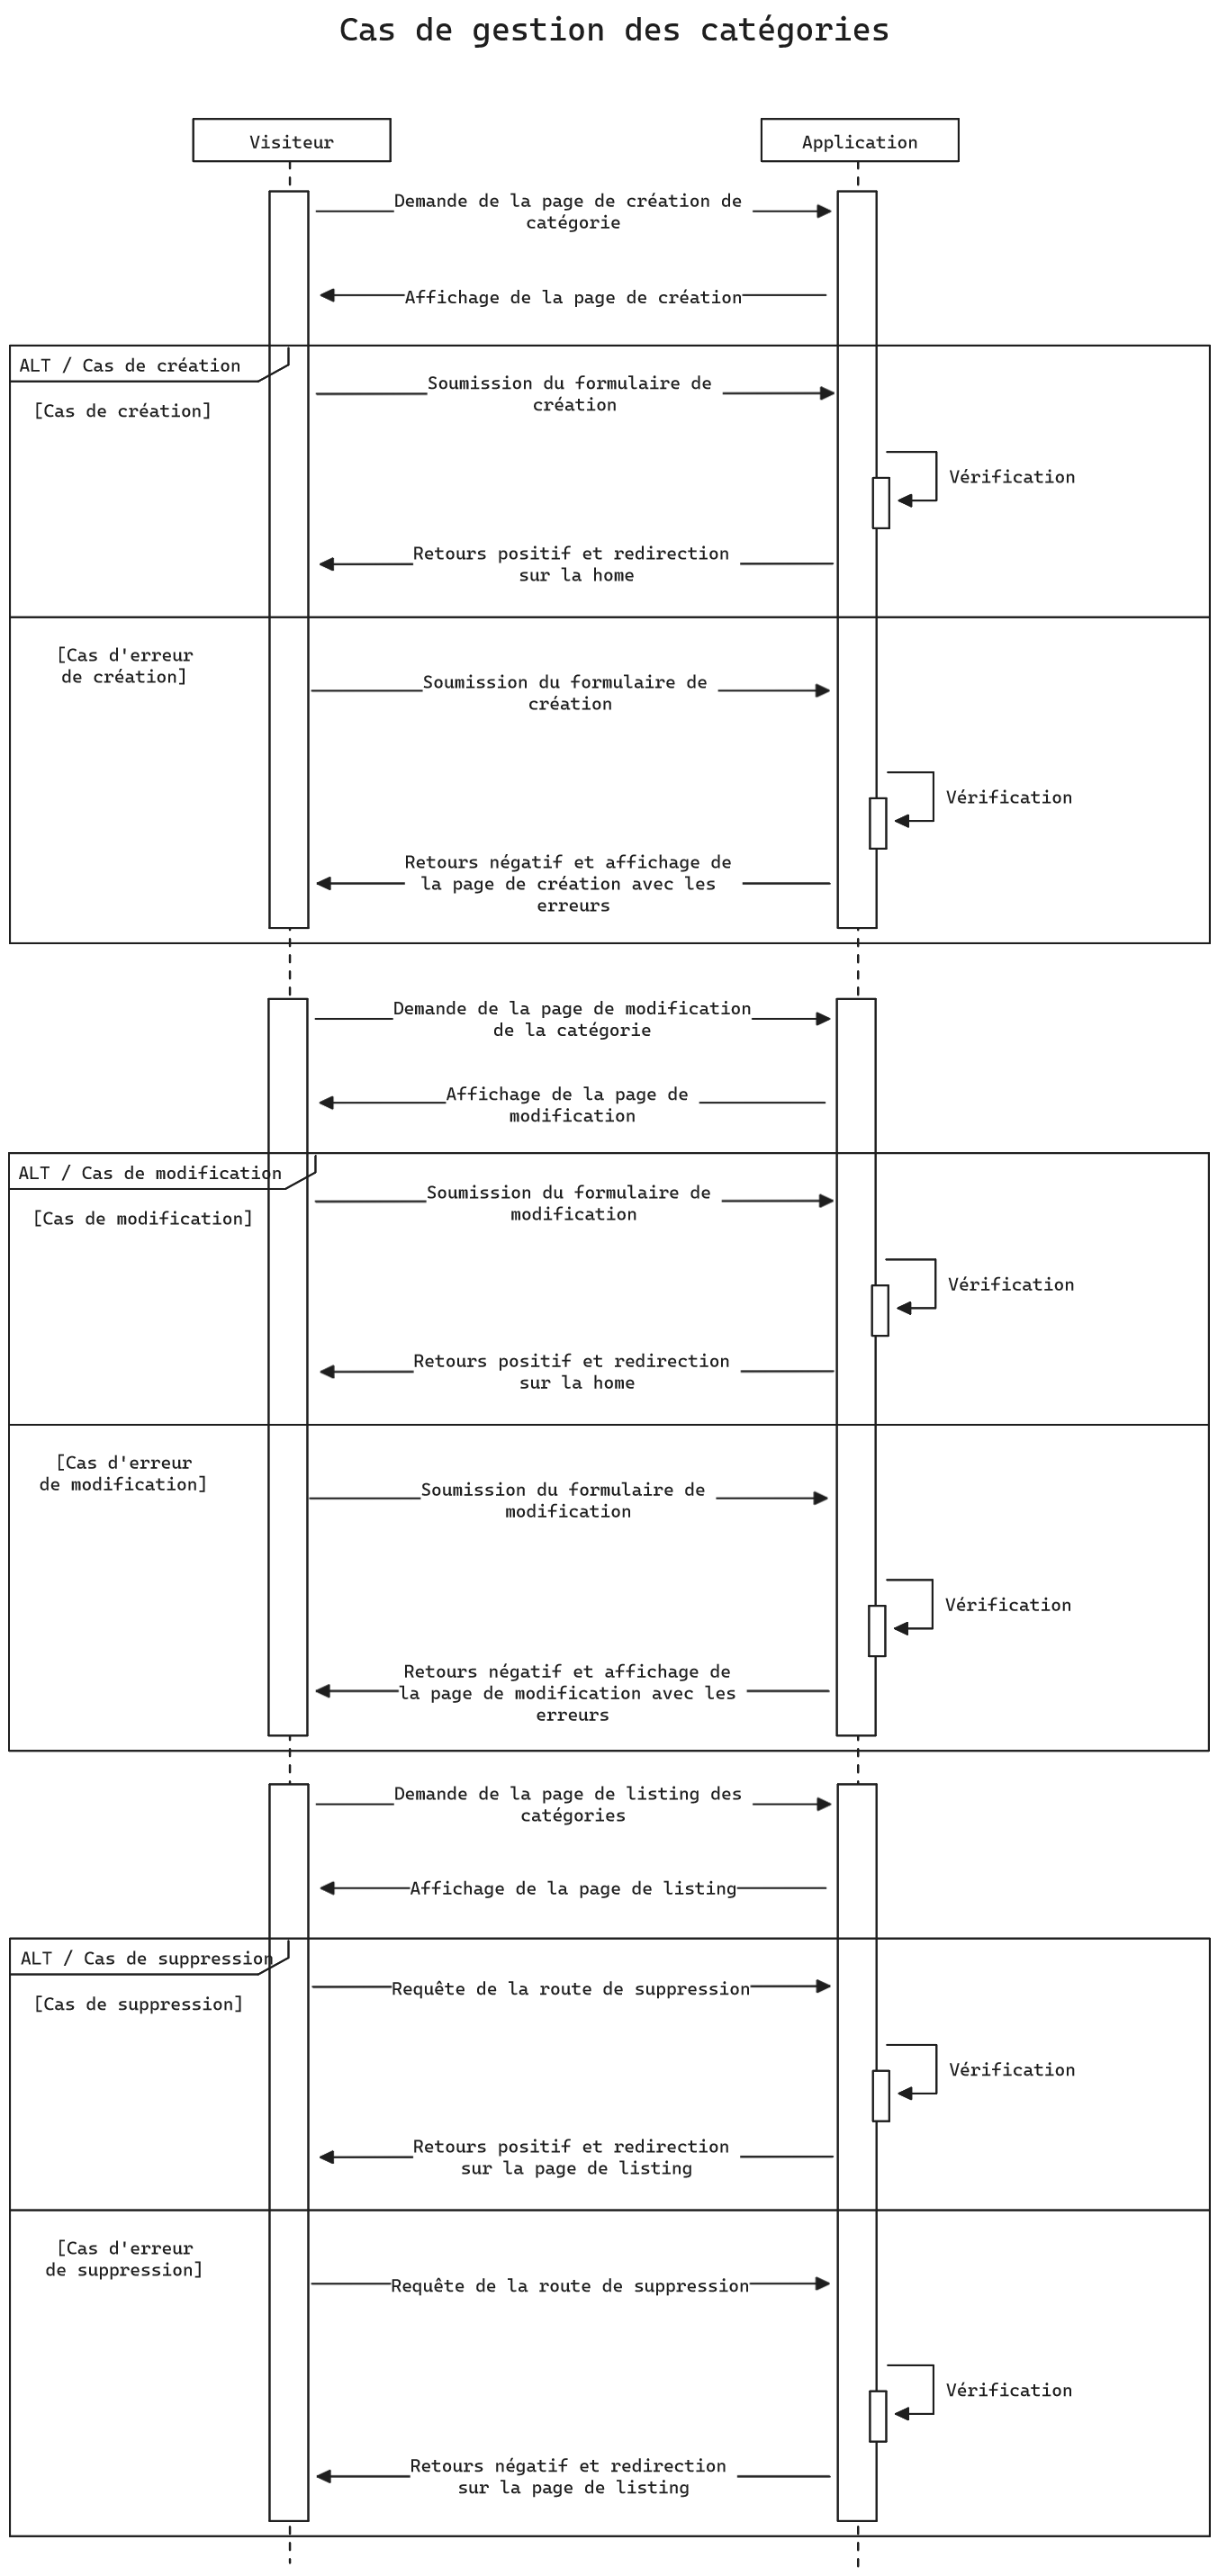 Cas de gestion des catégories
Visiteur
Application
Demande de la page de création de
catégorie
Affichage de la page de création
ALT / Cas de création
[Cas de création]
Soumission du formulaire de
création
Vérification
Retours positif et redirection
sur la home
[Cas d'erreur
de création]
Soumission du formulaire de
création
Vérification
Retours négatif et affichage de
la page de création avec les
erreurs
Demande de la page de modification
de la catégorie
Affichage de la page de
modification
ALT / Cas de modification
[Cas de modification]
Soumission du formulaire de
modification
Vérification
Retours positif et redirection
sur la home
[Cas d'erreur
de modification]
Soumission du formulaire de
modification
Vérification
Retours négatif et affichage de
la page de modification avec les
erreurs
Demande de la page de listing des
catégories
Affichage de la page de listing
ALT / Cas de suppression
[Cas de suppression]
Requête de la route de suppression
Vérification
Retours positif et redirection
sur la page de listing
[Cas d'erreur
de suppression]
Requête de la route de suppression
Vérification
Retours négatif et redirection
sur la page de listing